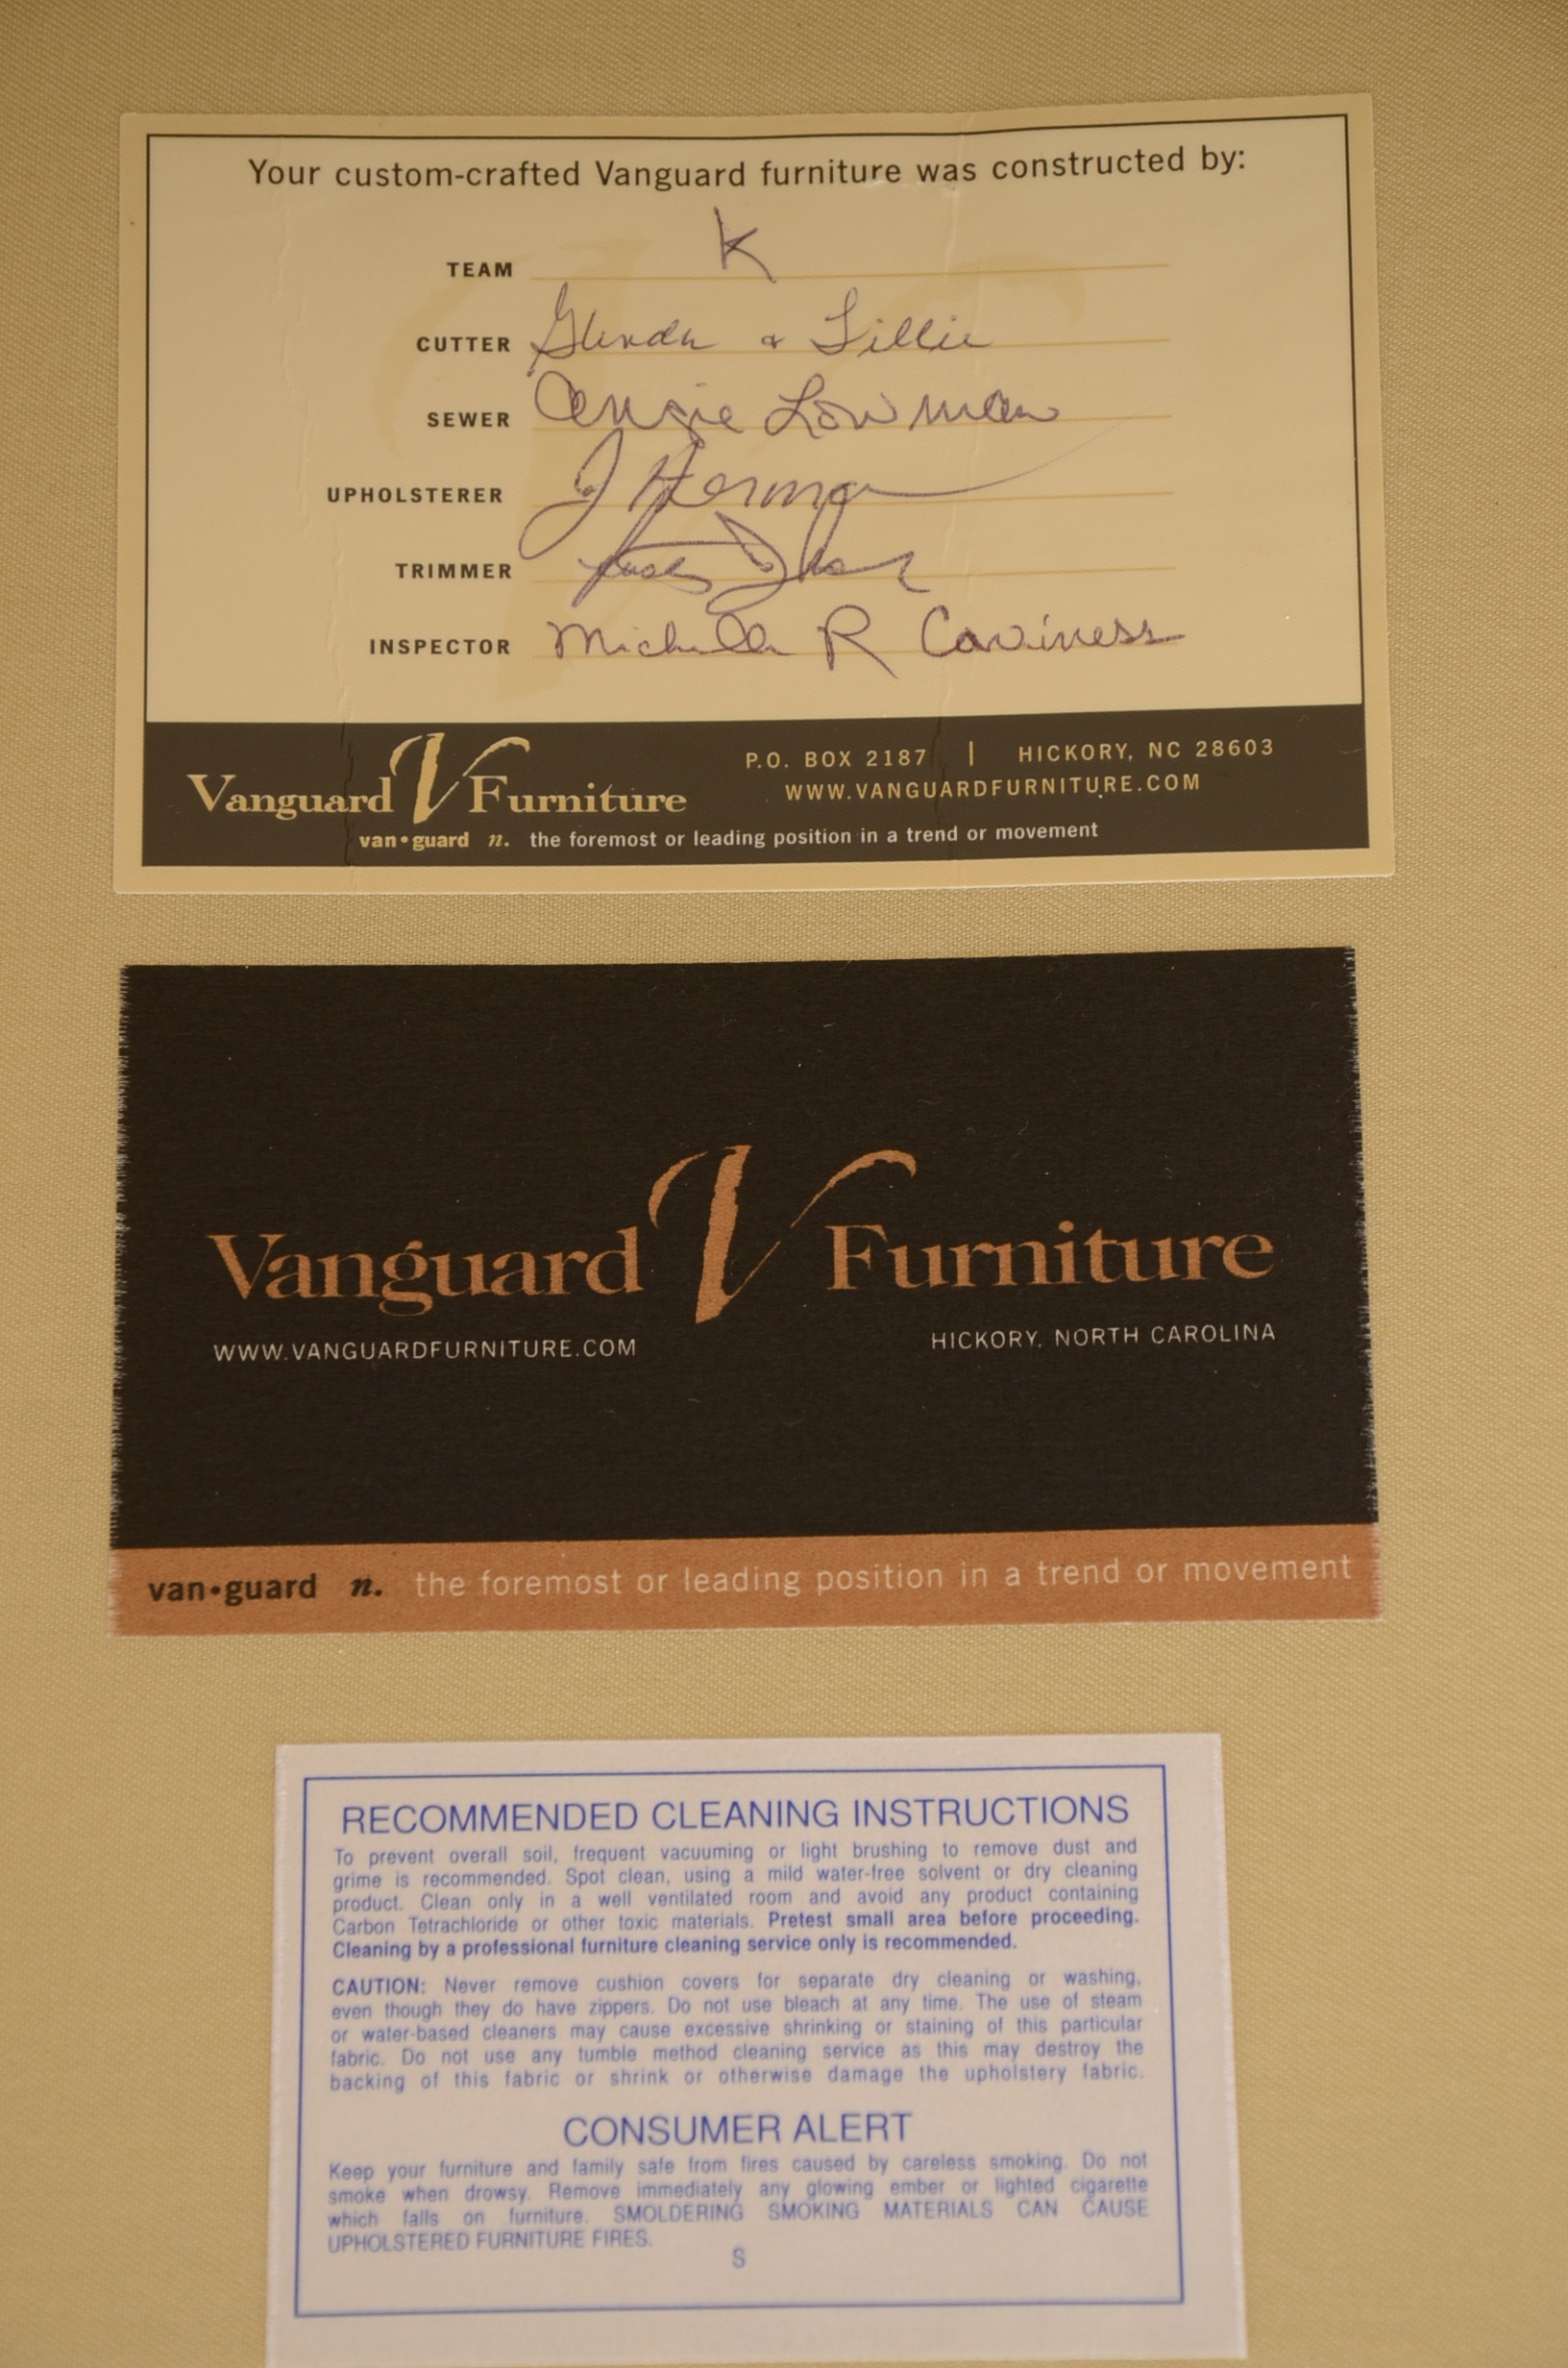 Your custom-crafted Vanguard furniture was constructed by:
TEAM K
CUTTER Glenda & Lillie
SEWER Angie Lowman
UPHOLSTERER J Herman
TRIMMER
INSPECTOR Michelle R Caviness
Vanguard V Furniture
P.O. BOX 2187 | HICKORY, NC 28603
WWW.VANGUARDFURNITURE.COM
van•guard n. the foremost or leading position in a trend or movement
Vanguard V Furniture
WWW.VANGUARDFURNITURE.COM HICKORY, NORTH CAROLINA
van•guard n. the foremost or leading position in a trend or movement
RECOMMENDED CLEANING INSTRUCTIONS
To prevent overall soil, frequent vacuuming or light brushing to remove dust and
grime is recommended. Spot clean, using a mild water-free solvent or dry cleaning
product. Clean only in a well ventilated room and avoid any product containing
Carbon Tetrachloride or other toxic materials. Pretest small area before proceeding.
Cleaning by a professional furniture cleaning service only is recommended.
CAUTION: Never remove cushion covers for separate dry cleaning or washing,
even though they do have zippers. Do not use bleach at any time. The use of steam
or water-based cleaners may cause excessive shrinking or staining of this particular
fabric. Do not use any tumble method cleaning service as this may destroy the
backing of this fabric or shrink or otherwise damage the upholstery fabric.
CONSUMER ALERT
Keep your furniture and family safe from fires caused by careless smoking. Do not
smoke when drowsy. Remove immediately any glowing ember or lighted cigarette
which falls on furniture. SMOLDERING SMOKING MATERIALS CAN CAUSE
UPHOLSTERED FURNITURE FIRES.
S